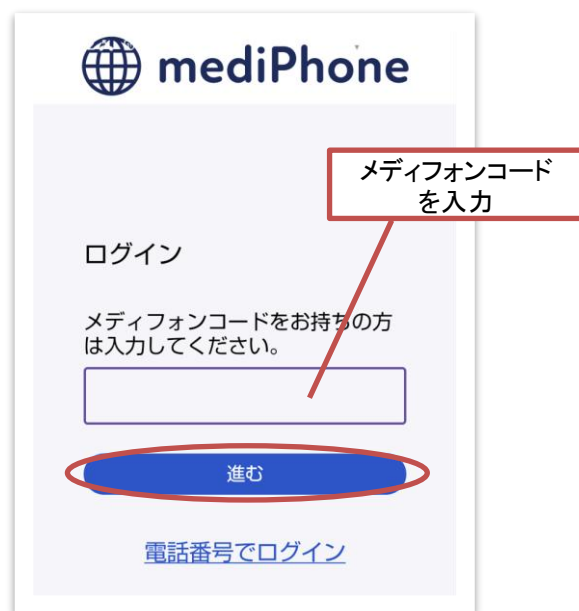 mediPhone
メディフォンコード
を入力
ログイン
メディフォンコードをお持ちの方
は入力してください。
進む
電話番号でログイン